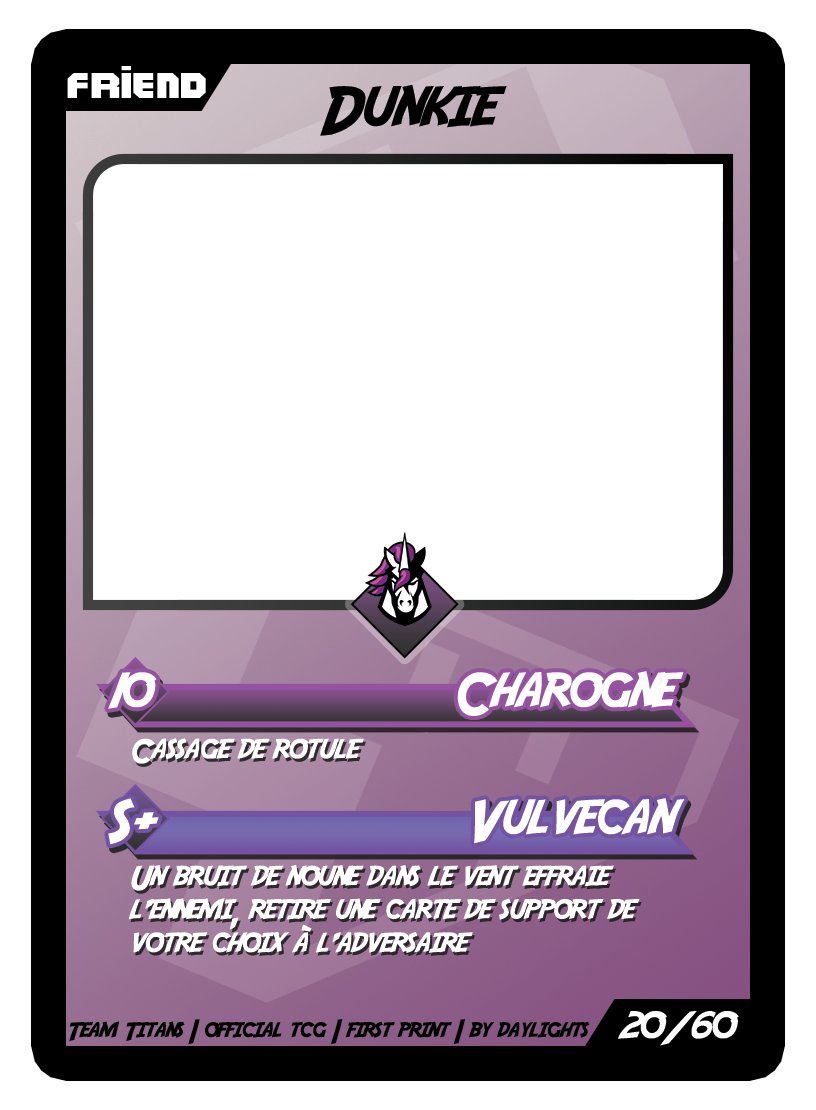 FRiEND
DUNKIE
10 CHAROGNE
CASSAGE DE ROTULE
S+ VULVECAN
UN BRUIT DE NOUNE DANS LE VENT EFFRAIE
L'ENNEMI, RETIRE UNE CARTE DE SUPPORT DE
VOTRE CHOIX À L'ADVERSAIRE
TEAM TITANS | OFFICIAL TCG | FIRST PRINT | BY DAYLIGHTS
20/60